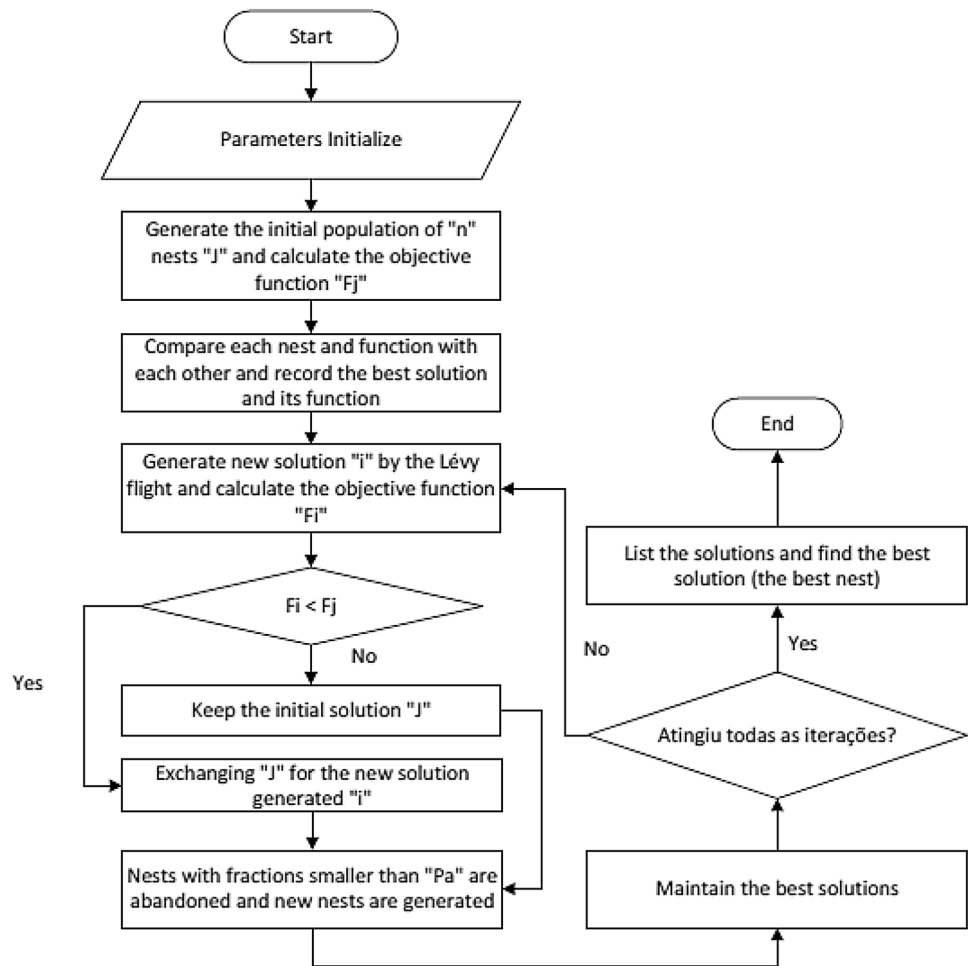 Start
Parameters Initialize
Generate the initial population of "n"
nests "J" and calculate the objective
function "Fj"
Compare each nest and function with
each other and record the best solution
and its function
Generate new solution "i" by the Lévy
flight and calculate the objective function
"Fi"
Fi < Fj
No
Yes
Keep the initial solution "J"
Exchanging "J" for the new solution
generated "i"
Nests with fractions smaller than "Pa" are
abandoned and new nests are generated
Maintain the best solutions
Atingiu todas as iterações?
No
Yes
List the solutions and find the best
solution (the best nest)
End